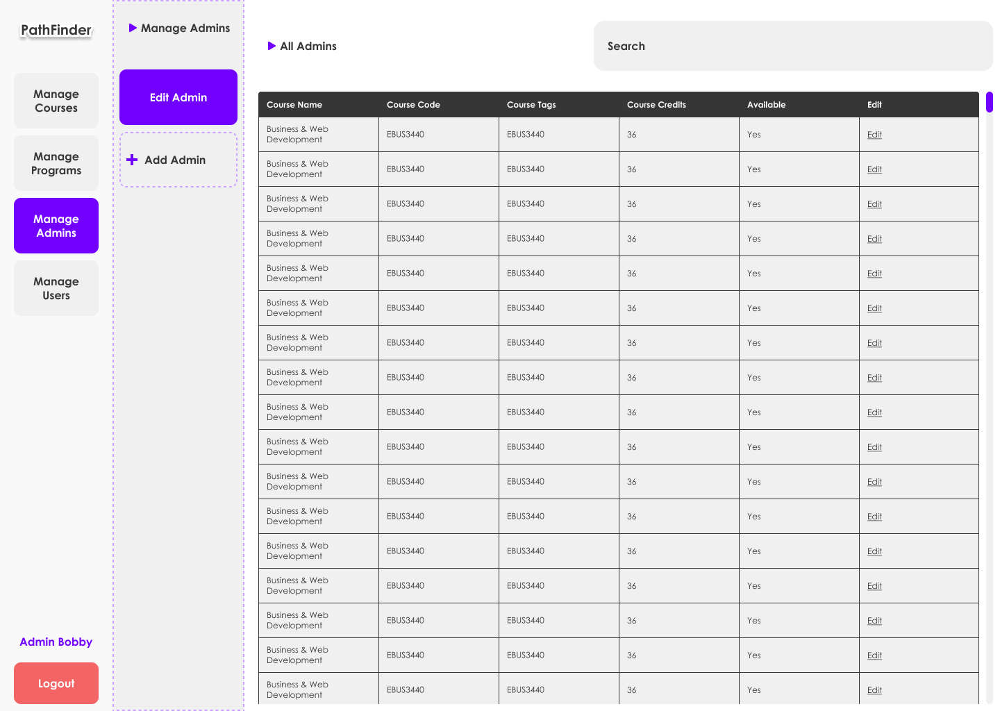 PathFinder
Manage
Courses
Manage
Programs
Manage
Admins
Manage
Users
Admin Bobby
Logout
Manage Admins
Edit Admin
Add Admin
All Admins
Search
Course Name Course Code Course Tags Course Credits Available Edit
Business & Web
Development EBUS3440 EBUS3440 36 Yes Edit
Business & Web
Development EBUS3440 EBUS3440 36 Yes Edit
Business & Web
Development EBUS3440 EBUS3440 36 Yes Edit
Business & Web
Development EBUS3440 EBUS3440 36 Yes Edit
Business & Web
Development EBUS3440 EBUS3440 36 Yes Edit
Business & Web
Development EBUS3440 EBUS3440 36 Yes Edit
Business & Web
Development EBUS3440 EBUS3440 36 Yes Edit
Business & Web
Development EBUS3440 EBUS3440 36 Yes Edit
Business & Web
Development EBUS3440 EBUS3440 36 Yes Edit
Business & Web
Development EBUS3440 EBUS3440 36 Yes Edit
Business & Web
Development EBUS3440 EBUS3440 36 Yes Edit
Business & Web
Development EBUS3440 EBUS3440 36 Yes Edit
Business & Web
Development EBUS3440 EBUS3440 36 Yes Edit
Business & Web
Development EBUS3440 EBUS3440 36 Yes Edit
Business & Web
Development EBUS3440 EBUS3440 36 Yes Edit
Business & Web
Development EBUS3440 EBUS3440 36 Yes Edit
Business & Web
Development EBUS3440 EBUS3440 36 Yes Edit